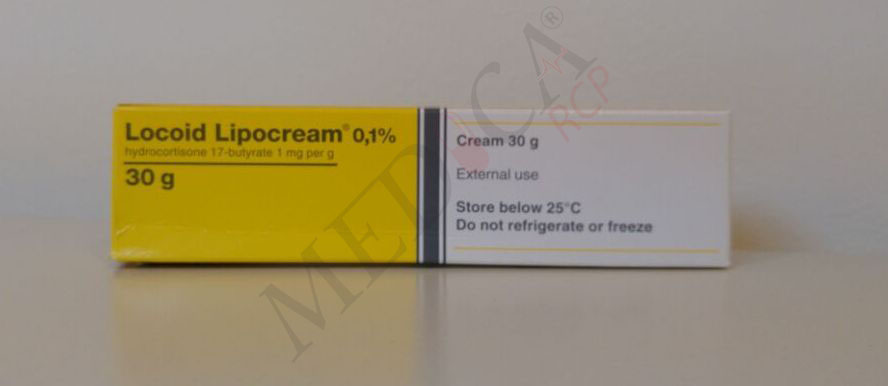 Locoid Lipocream® 0,1%
hydrocortisone 17-butyrate 1 mg per g
30 g
Cream 30 g
External use
Store below 25°C
Do not refrigerate or freeze
MEDICA®
RCP